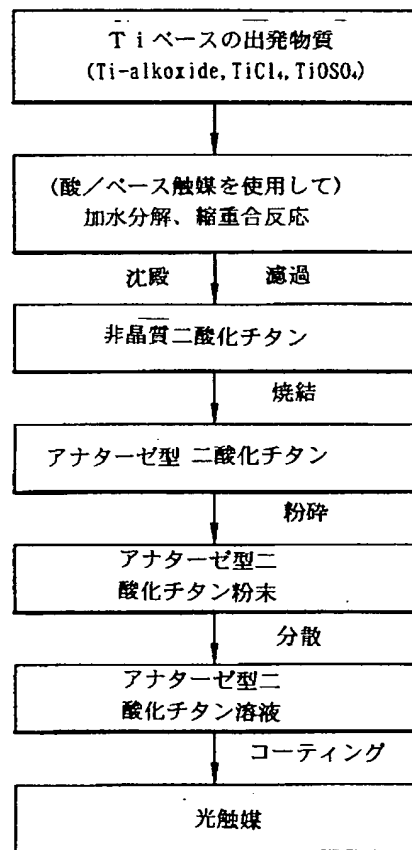 Ｔｉベースの出発物質
(Ti-alkoxide,TiCl₄,TiOSO₄)
(酸／ベース触媒を使用して)
加水分解、縮重合反応
沈殿 濾過
非晶質二酸化チタン
焼結
アナターゼ型 二酸化チタン
粉砕
アナターゼ型二
酸化チタン粉末
分散
アナターゼ型二
酸化チタン溶液
コーティング
光触媒